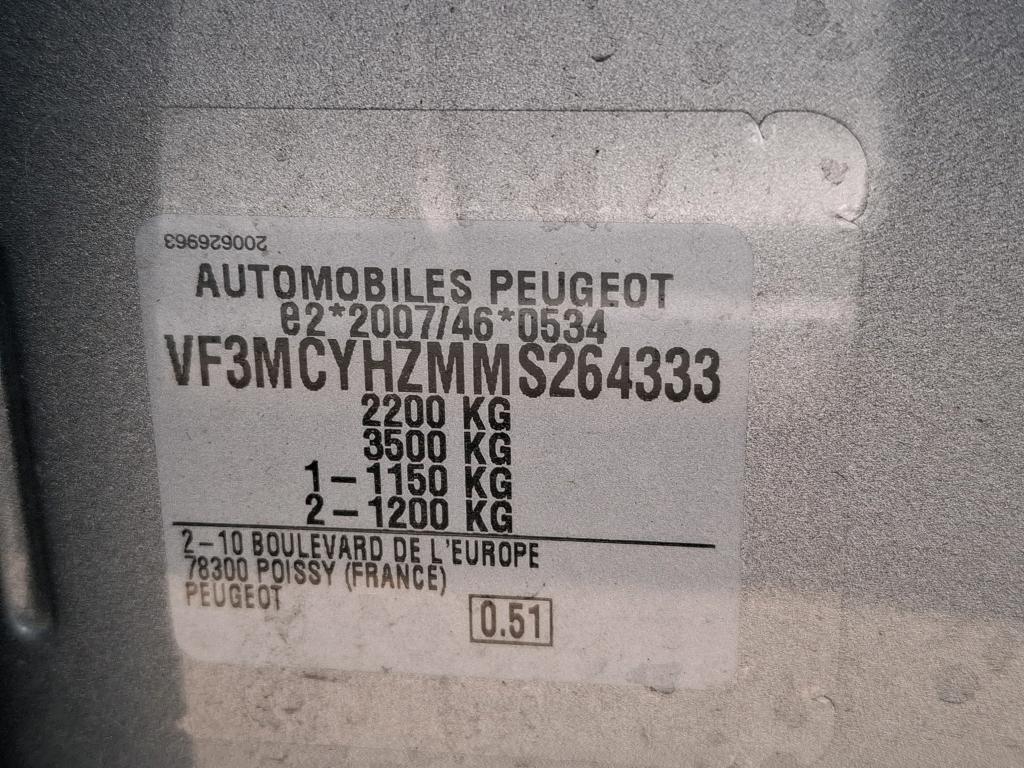 200626963
AUTOMOBILES PEUGEOT
e2*2007/46*0534
VF3MCYHZMMS264333
2200 KG
3500 KG
1-1150 KG
2-1200 KG
2-10 BOULEVARD DE L'EUROPE
78300 POISSY (FRANCE)
PEUGEOT
0.51